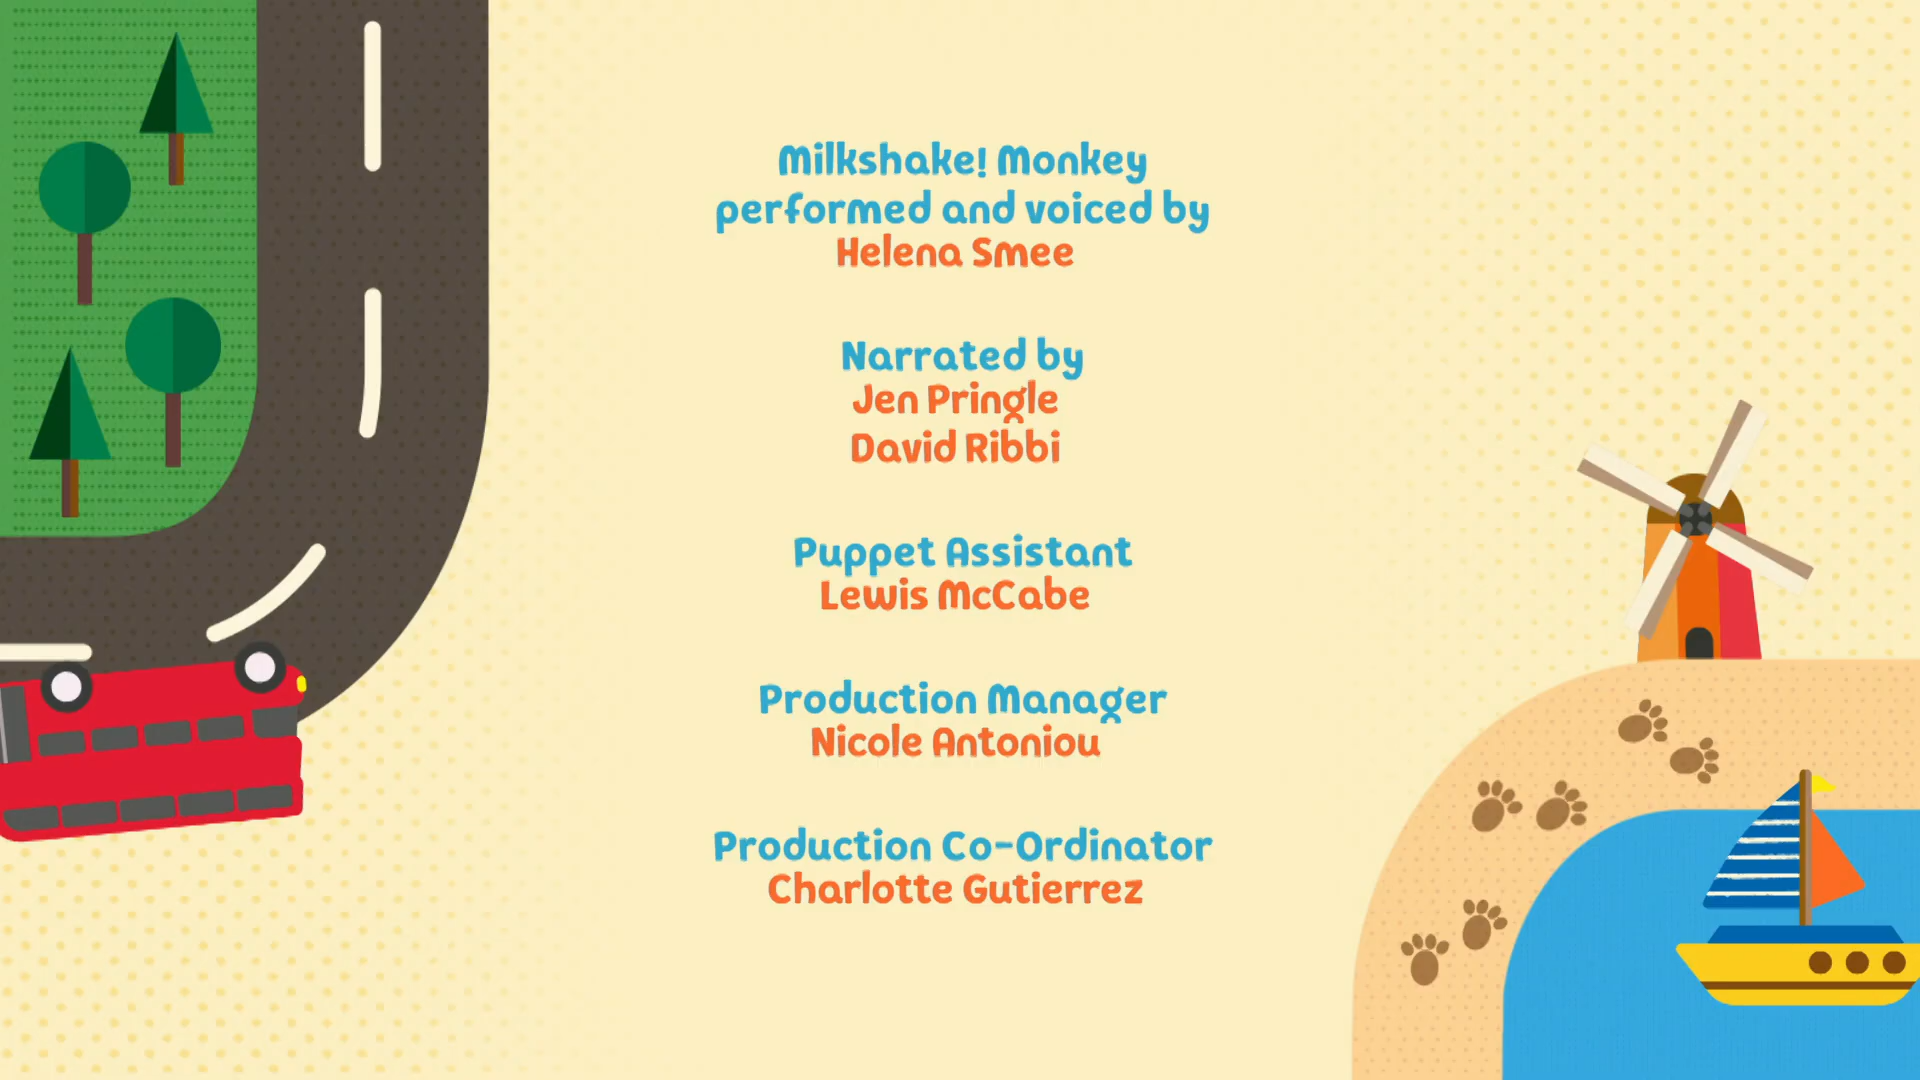 Milkshake! Monkey
performed and voiced by
Helena Smee
Narrated by
Jen Pringle
David Ribbi
Puppet Assistant
Lewis McCabe
Production Manager
Nicole Antoniou
Production Co-Ordinator
Charlotte Gutierrez